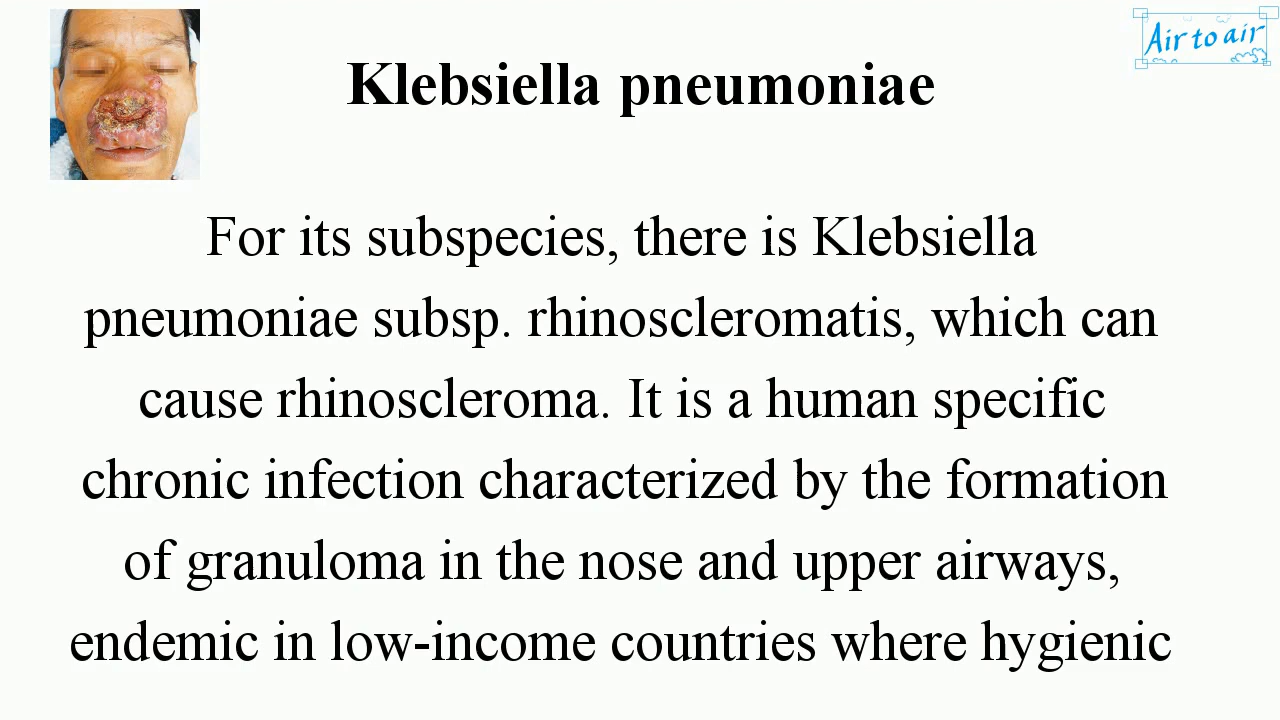 Air to air
Klebsiella pneumoniae
For its subspecies, there is Klebsiella
pneumoniae subsp. rhinoscleromatis, which can
cause rhinoscleroma. It is a human specific
chronic infection characterized by the formation
of granuloma in the nose and upper airways,
endemic in low-income countries where hygienic